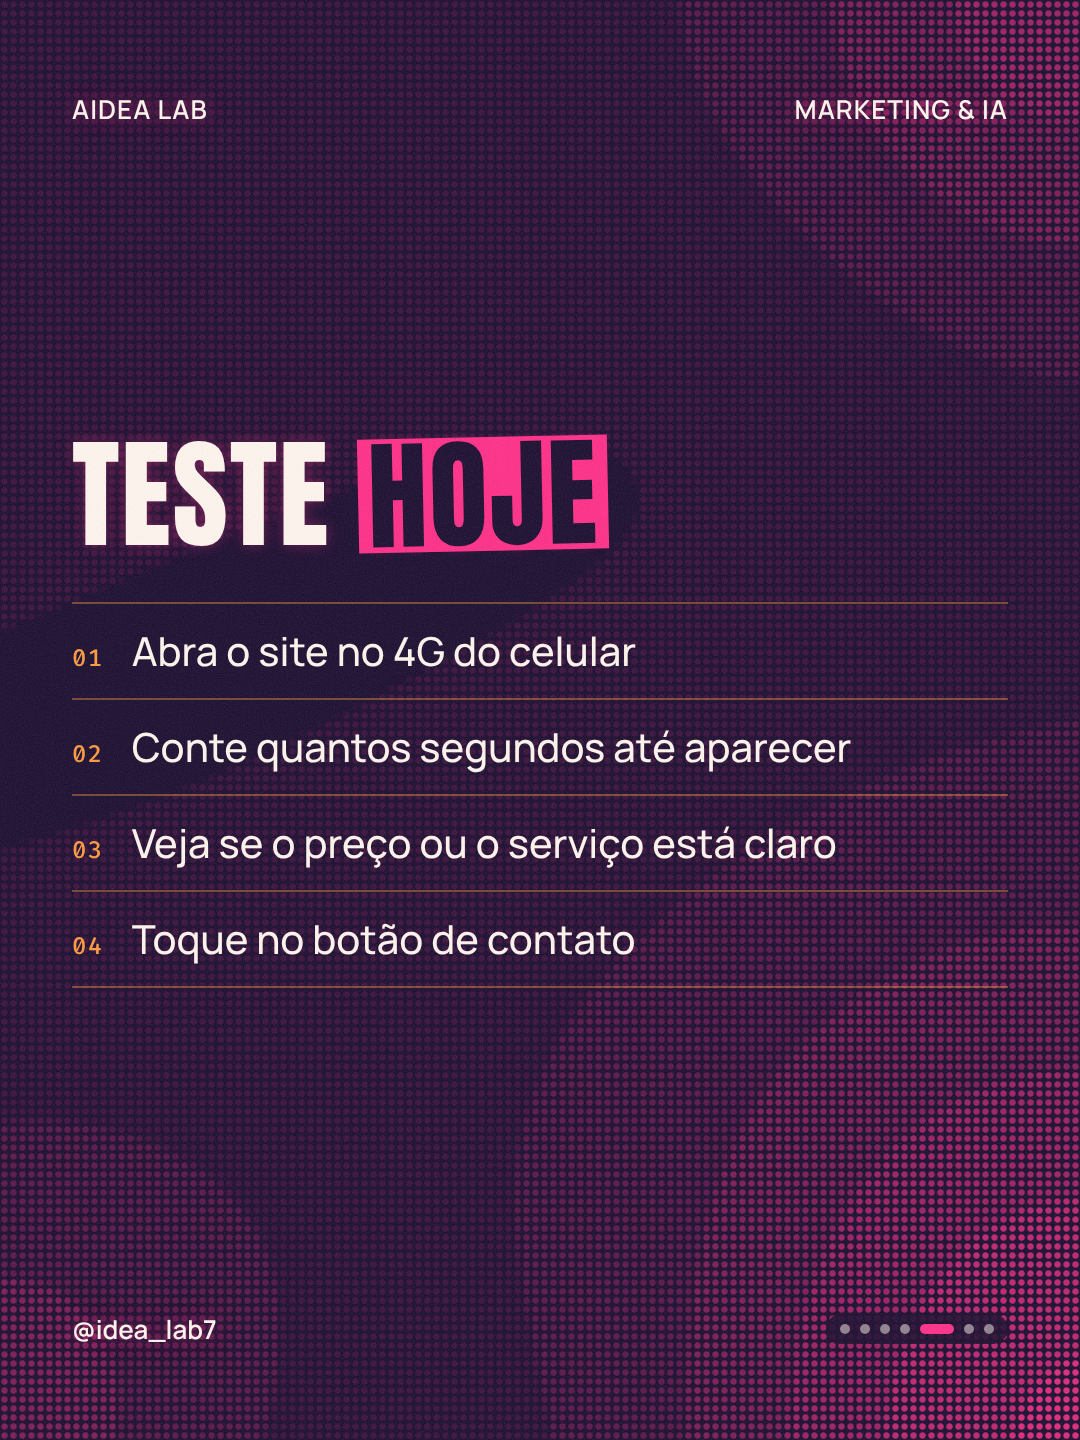 AIDEA LAB
MARKETING & IA
TESTE HOJE
01 Abra o site no 4G do celular
02 Conte quantos segundos até aparecer
03 Veja se o preço ou o serviço está claro
04 Toque no botão de contato
@idea_lab7